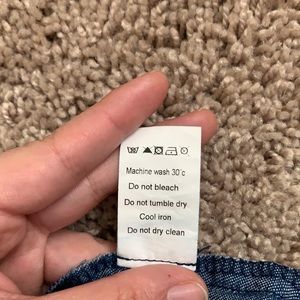 Machine wash 30°c
Do not bleach
Do not tumble dry
Cool iron
Do not dry clean